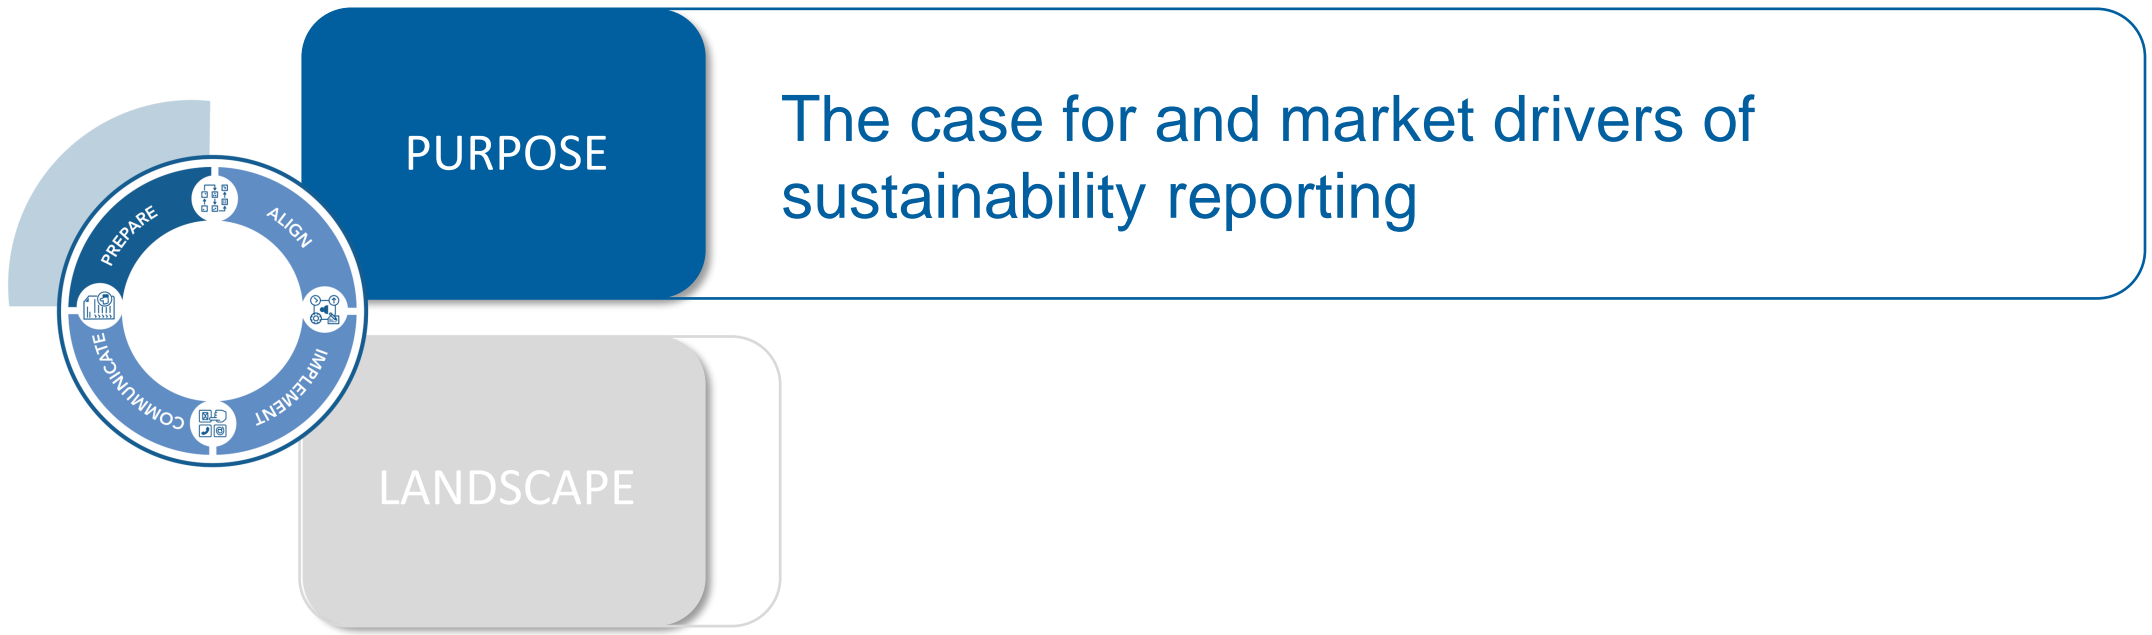 PURPOSE
The case for and market drivers of
sustainability reporting
PREPARE
ALIGN
IMPLEMENT
COMMUNICATE
LANDSCAPE